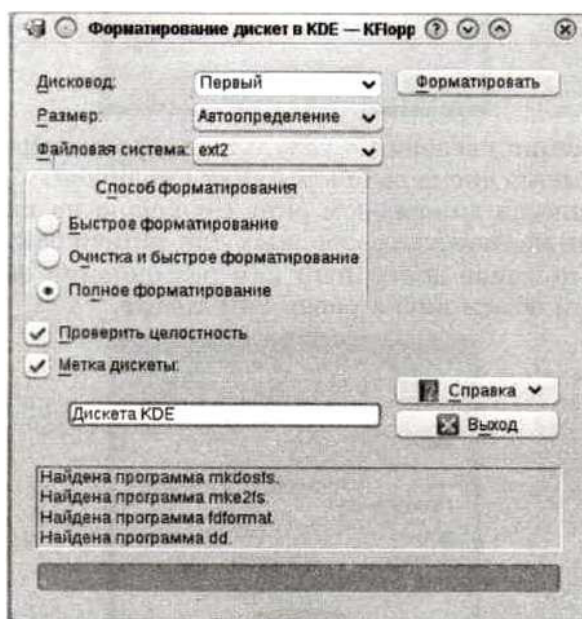 Форматирование дискет в KDE — KFlopp
Дисковод: Первый Форматировать
Размер: Автоопределение
Файловая система: ext2
Способ форматирования
Быстрое форматирование
Очистка и быстрое форматирование
Полное форматирование
Проверить целостность
Метка дискеты:
Справка
Дискета KDE
Выход
Найдена программа mkdosfs.
Найдена программа mke2fs.
Найдена программа fdformat.
Найдена программа dd.